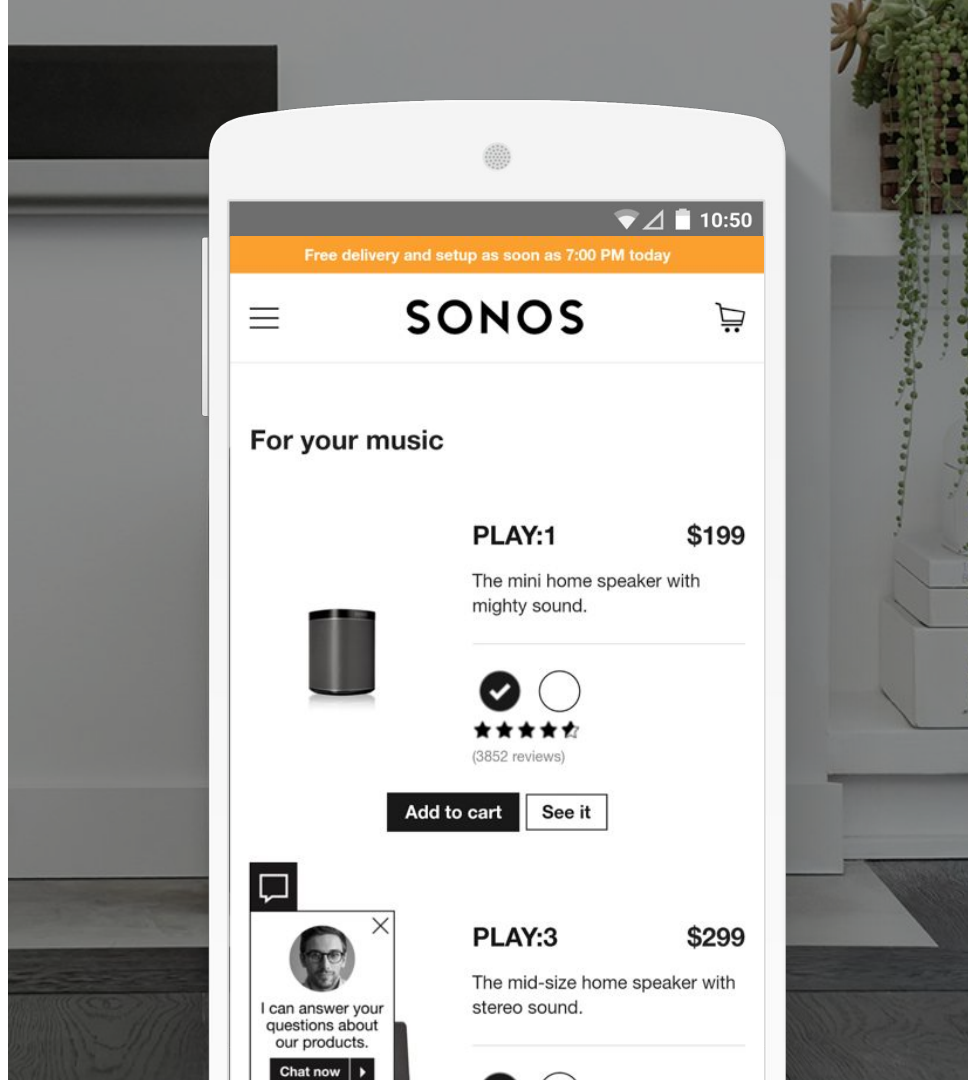 10:50
Free delivery and setup as soon as 7:00 PM today
SONOS
For your music
PLAY:1 $199
The mini home speaker with
mighty sound.
(3852 reviews)
Add to cart See it
PLAY:3 $299
The mid-size home speaker with
stereo sound.
I can answer your
questions about
our products.
Chat now